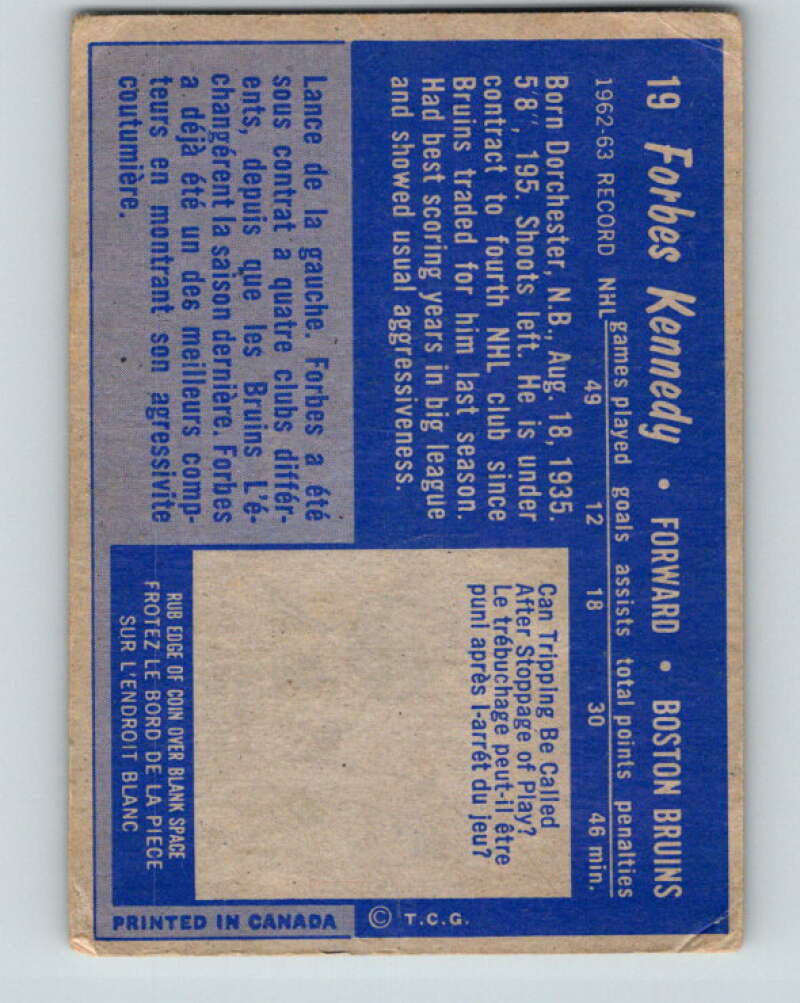 19 Forbes Kennedy • FORWARD • BOSTON BRUINS
games played goals assists total points penalties
1962-63 RECORD NHL 49 12 18 30 46 min.
Born Dorchester, N.B., Aug. 18, 1935.
5'8", 195. Shoots left. He is under
contract to fourth NHL club since
Bruins traded for him last season.
Had best scoring years in big league
and showed usual aggressiveness.
Can Tripping Be Called
After Stoppage of Play?
Le trébuchage peut-il être
puni après l-arrét du jeu?
Lance de la gauche. Forbes a été
sous contrat a quatre clubs différ-
ents, depuis que les Bruins L'é-
changérent la saison dernière. Forbes
a déjà été un des meilleurs comp-
teurs en montrant son agressivite
coutumière.
RUB EDGE OF COIN OVER BLANK SPACE
FROTEZ LE BORD DE LA PIECE
SUR L'ENDROIT BLANC
PRINTED IN CANADA © T.C.G.